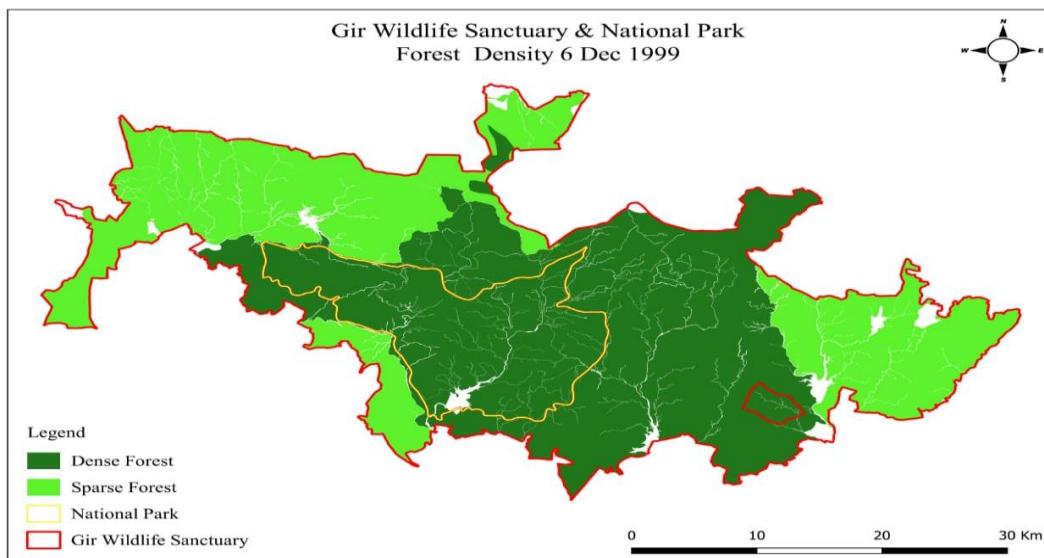 Gir Wildlife Sanctuary & National Park
Forest Density 6 Dec 1999
N
W E
S
Legend
Dense Forest
Sparse Forest
National Park
Gir Wildlife Sanctuary
0 10 20 30 Km